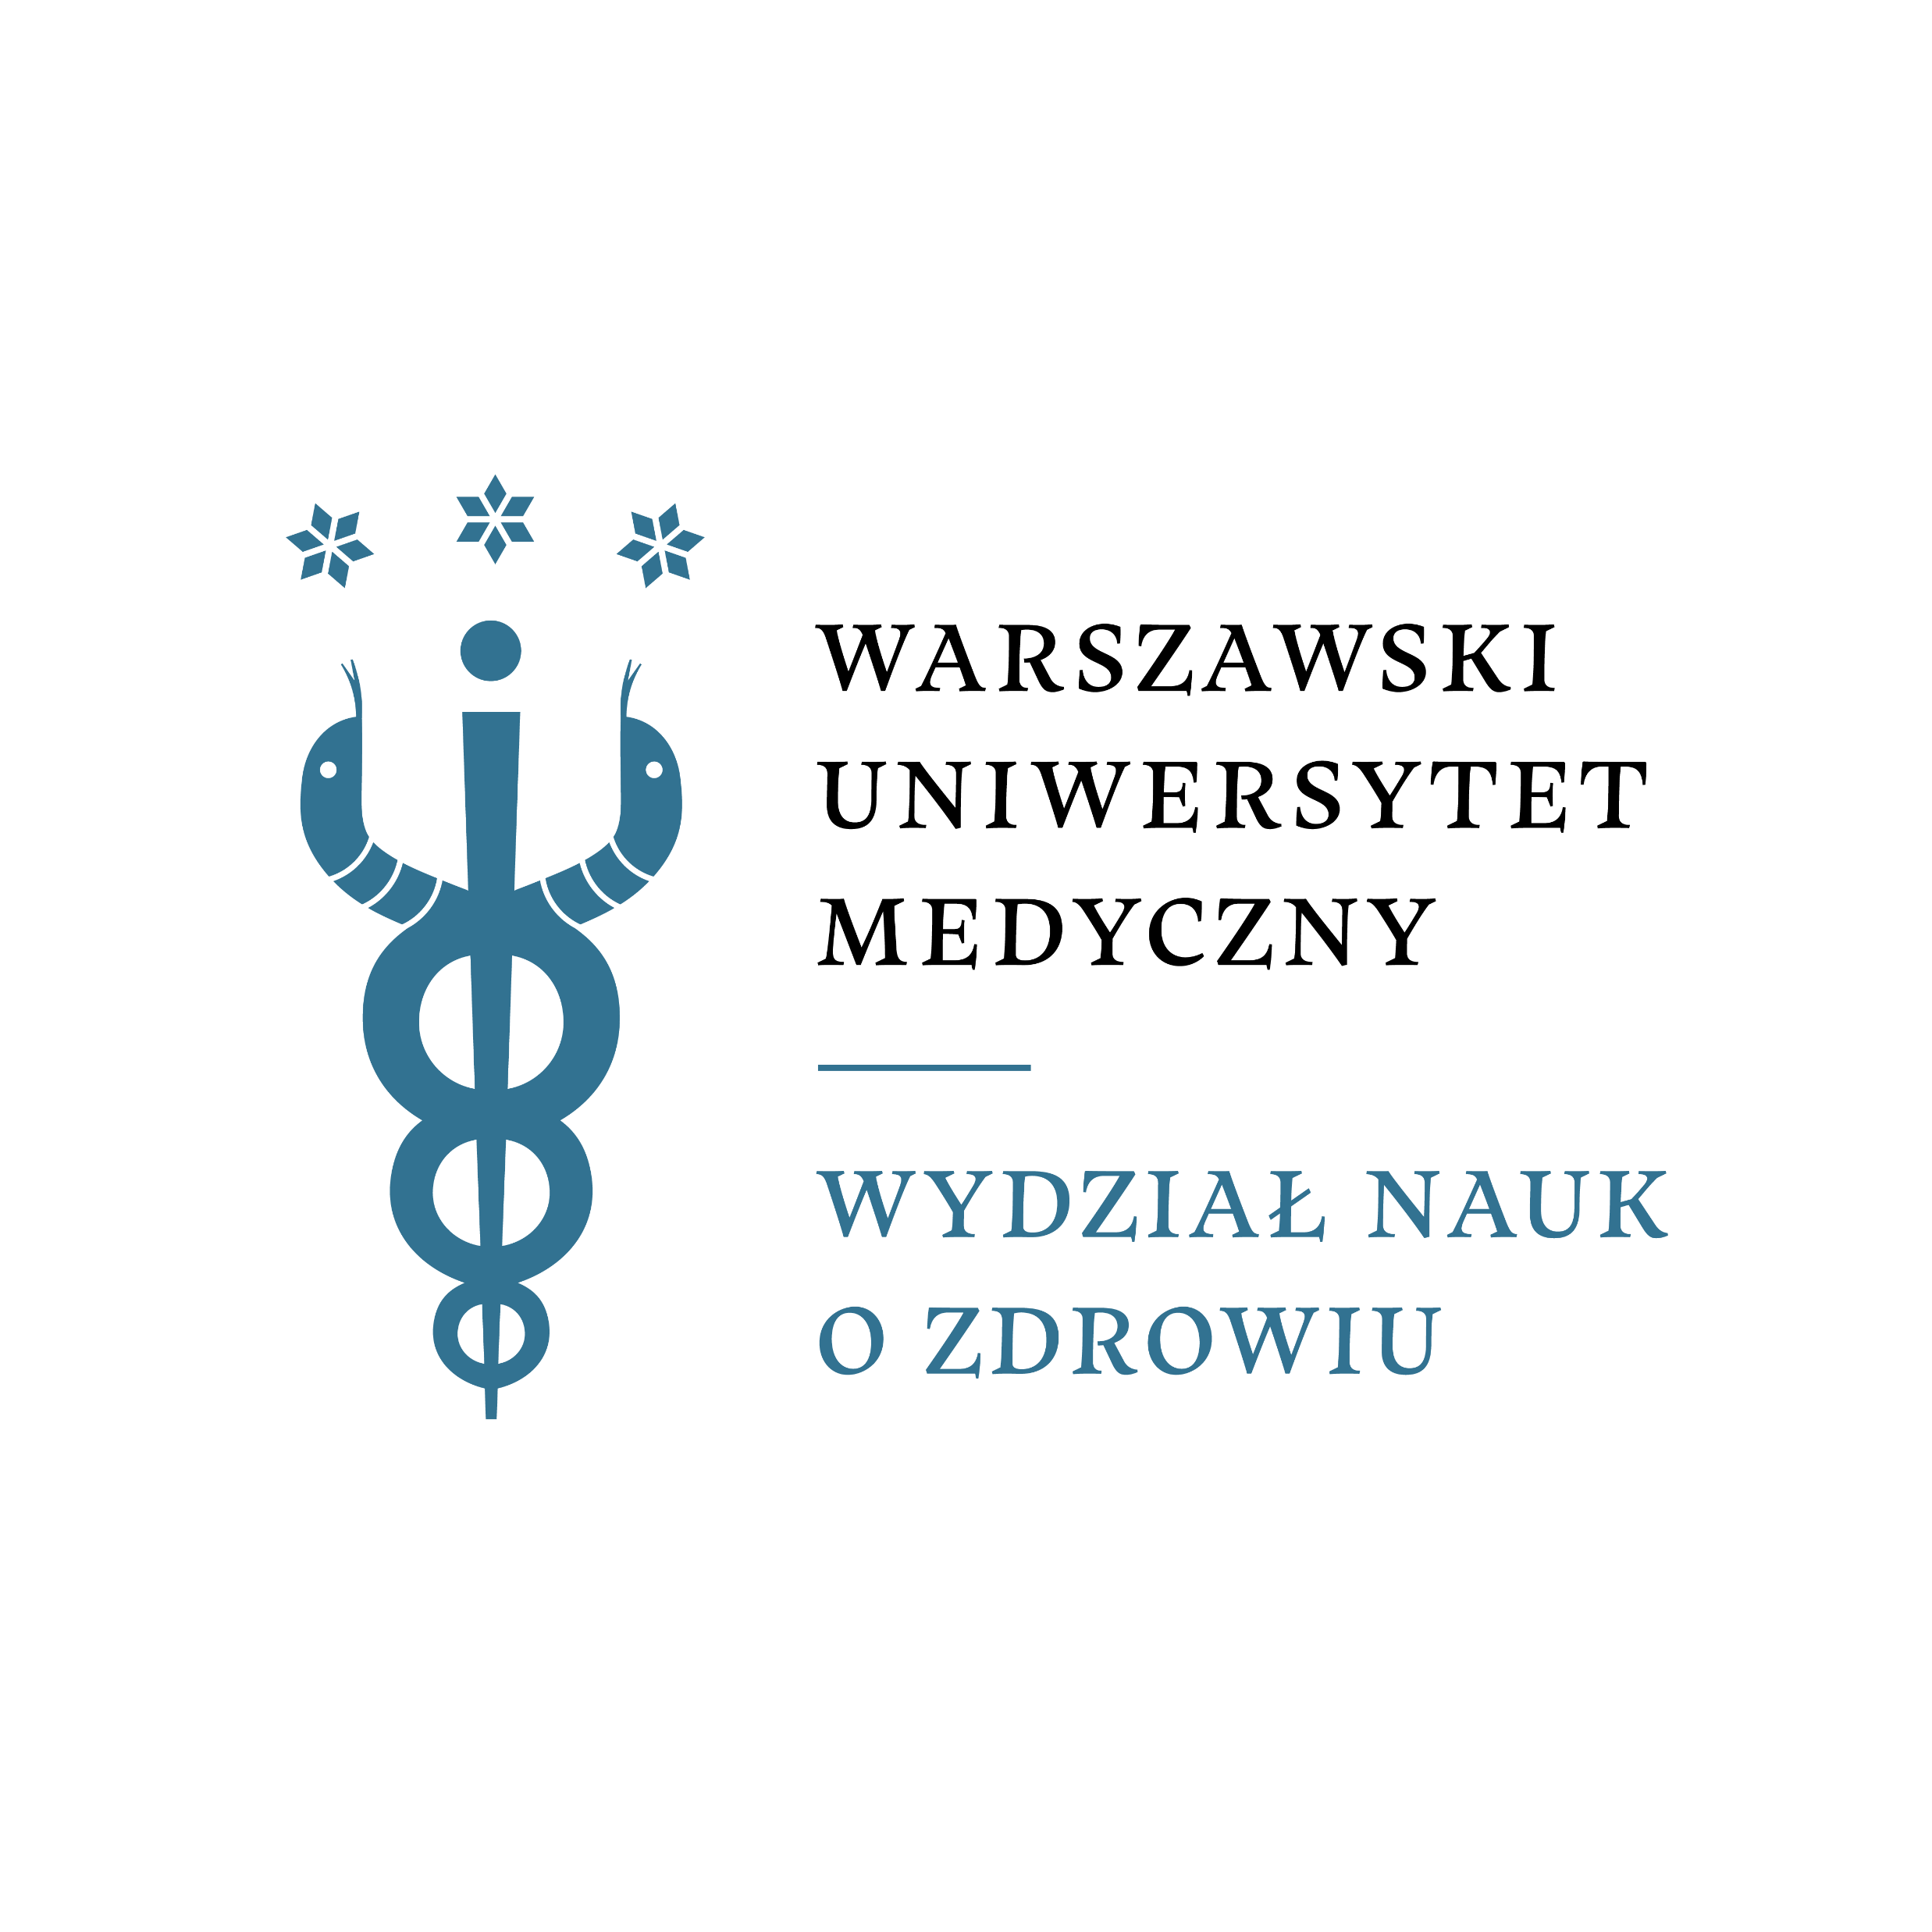 WARSZAWSKI
UNIWERSYTET
MEDYCZNY
WYDZIAŁ NAUK
O ZDROWIU